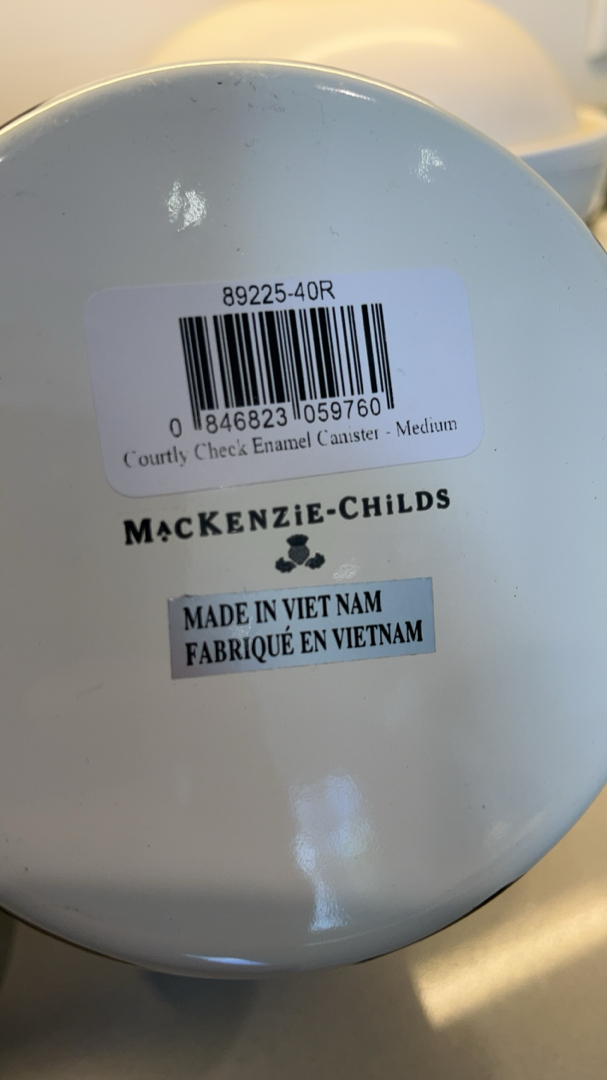 89225-40R
0 846823 059760
Courtly Check Enamel Canister - Medium
MACKENZiE-CHiLDS
MADE IN VIET NAM
FABRIQUÉ EN VIETNAM